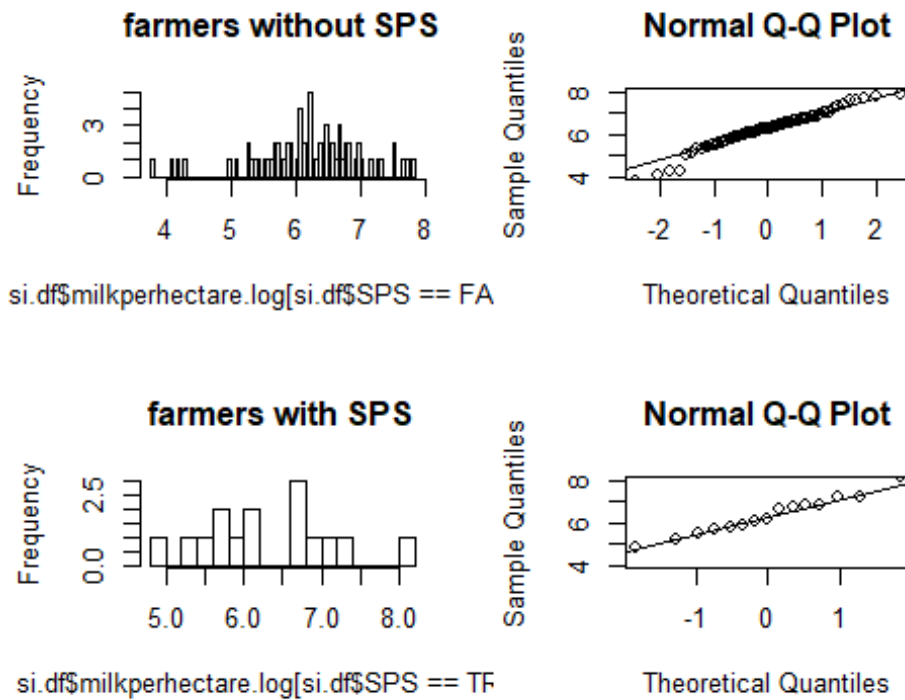 farmers without SPS
Frequency
0 3
4 5 6 7 8
si.df$milkperhectare.log[si.df$SPS == FA
Normal Q-Q Plot
Sample Quantiles
4 6 8
-2 -1 0 1 2
Theoretical Quantiles
farmers with SPS
Frequency
0.0 2.5
5.0 6.0 7.0 8.0
si.df$milkperhectare.log[si.df$SPS == TR
Normal Q-Q Plot
Sample Quantiles
4 6 8
-1 0 1
Theoretical Quantiles